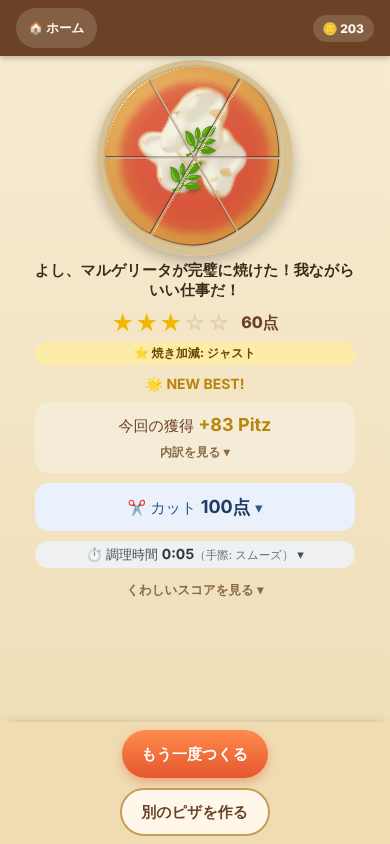 🏠 ホーム
🪙 203
よし、マルゲリータが完璧に焼けた！我ながら
いい仕事だ！
★★★☆☆ 60点
⭐ 焼き加減: ジャスト
🌟 NEW BEST!
今回の獲得 +83 Pitz
内訳を見る ▾
✂️ カット 100点 ▾
⏱️ 調理時間 0:05（手際: スムーズ） ▾
くわしいスコアを見る ▾
もう一度つくる
別のピザを作る